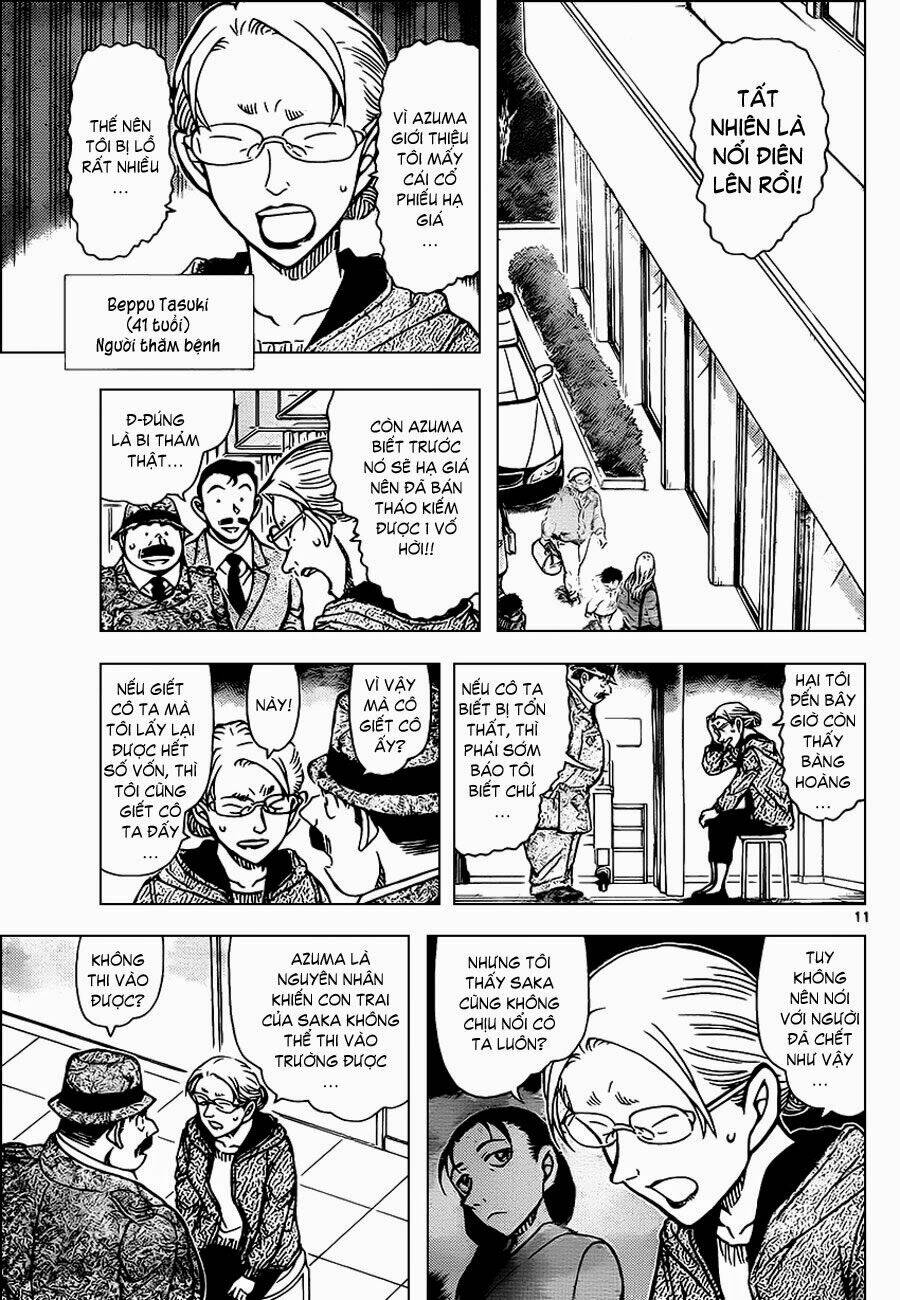 TẤT
NHIÊN LÀ
NỔI ĐIÊN
LÊN RỒI!
VÌ AZUMA
GIỚI THIỆU
TÔI MẤY
CÁI CỔ
PHIẾU HẠ
GIÁ
...
THẾ NÊN
TÔI BỊ LỖ
RẤT NHIỀU
...
Beppu Tasuki
(41 tuổi)
Người thăm bệnh
CÒN AZUMA
BIẾT TRƯỚC
NÓ SẼ HẠ GIÁ
NÊN ĐÃ BÁN
THÁO KIẾM
ĐƯỢC 1 VỐ
HỜI!!
Đ-ĐÚNG
LÀ BI THẢM
THẬT...
HẠI TÔI
ĐẾN BÂY
GIỜ CÒN
THẤY
BÀNG
HOÀNG
...
NẾU CÔ TA
BIẾT BỊ TỔN
THẤT, THÌ
PHẢI SỚM
BÁO TÔI
BIẾT CHỨ
...
VÌ VẬY
MÀ CÔ
GIẾT CÔ
ẤY?
NÀY!
NẾU GIẾT
CÔ TA MÀ
TÔI LẤY LẠI
ĐƯỢC HẾT
SỐ VỐN, THÌ
TÔI CŨNG
GIẾT CÔ
TA ĐẤY
...
11
TUY
KHÔNG
NÊN NÓI
VỚI NGƯỜI
ĐÃ CHẾT
NHƯ VẬY
...
NHƯNG TÔI
THẤY SAKA
CŨNG KHÔNG
CHỊU NỔI CÔ
TA LUÔN?
AZUMA LÀ
NGUYÊN NHÂN
KHIẾN CON TRAI
CỦA SAKA KHÔNG
THỂ THI VÀO
TRƯỜNG ĐƯỢC
...
KHÔNG
THI VÀO
ĐƯỢC?